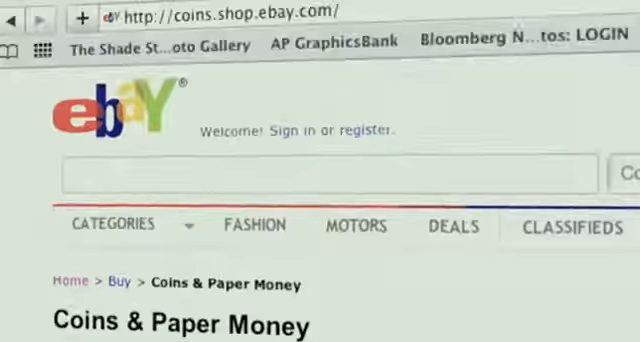 http://coins.shop.ebay.com/
The Shade St...oto Gallery AP GraphicsBank Bloomberg N...tos: LOGIN
ebaY®
Welcome! Sign in or register.
CATEGORIES FASHION MOTORS DEALS CLASSIFIEDS
Home > Buy > Coins & Paper Money
Coins & Paper Money